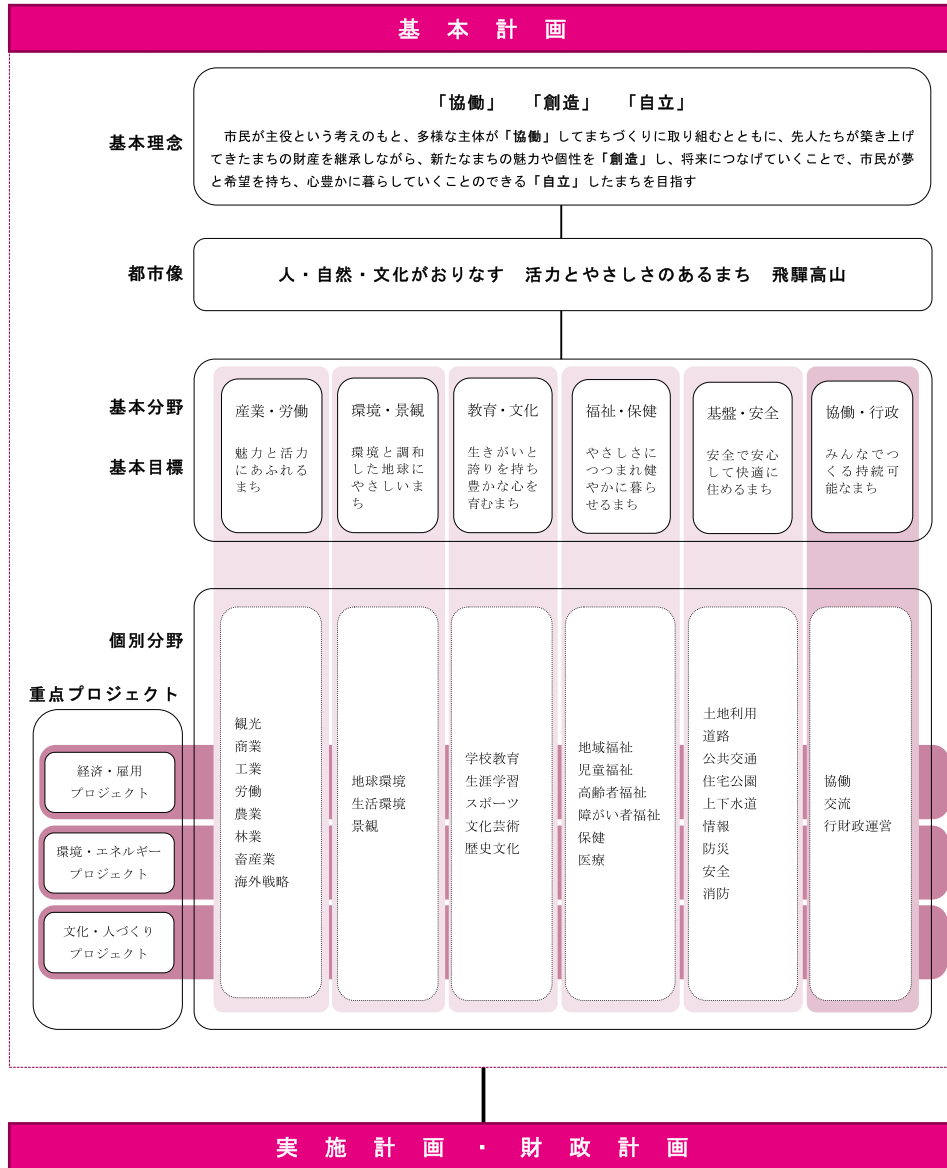 基本計画
基本理念
「協働」　「創造」　「自立」
市民が主役という考えのもと、多様な主体が「協働」してまちづくりに取り組むとともに、先人たちが築き上げ
てきたまちの財産を継承しながら、新たなまちの魅力や個性を「創造」し、将来につなげていくことで、市民が夢
と希望を持ち、心豊かに暮らしていくことのできる「自立」したまちを目指す
都市像
人・自然・文化がおりなす　活力とやさしさのあるまち　飛驒高山
基本分野
基本目標
産業・労働
魅力と活力
にあふれる
まち
環境・景観
環境と調和
した地球に
やさしいま
ち
教育・文化
生きがいと
誇りを持ち
豊かな心を
育むまち
福祉・保健
やさしさに
つつまれ健
やかに暮ら
せるまち
基盤・安全
安全で安心
して快適に
住めるまち
協働・行政
みんなでつ
くる持続可
能なまち
個別分野
重点プロジェクト
経済・雇用
プロジェクト
環境・エネルギー
プロジェクト
文化・人づくり
プロジェクト
観光
商業
工業
労働
農業
林業
畜産業
海外戦略
地球環境
生活環境
景観
学校教育
生涯学習
スポーツ
文化芸術
歴史文化
地域福祉
児童福祉
高齢者福祉
障がい者福祉
保健
医療
土地利用
道路
公共交通
住宅公園
上下水道
情報
防災
安全
消防
協働
交流
行財政運営
実施計画・財政計画